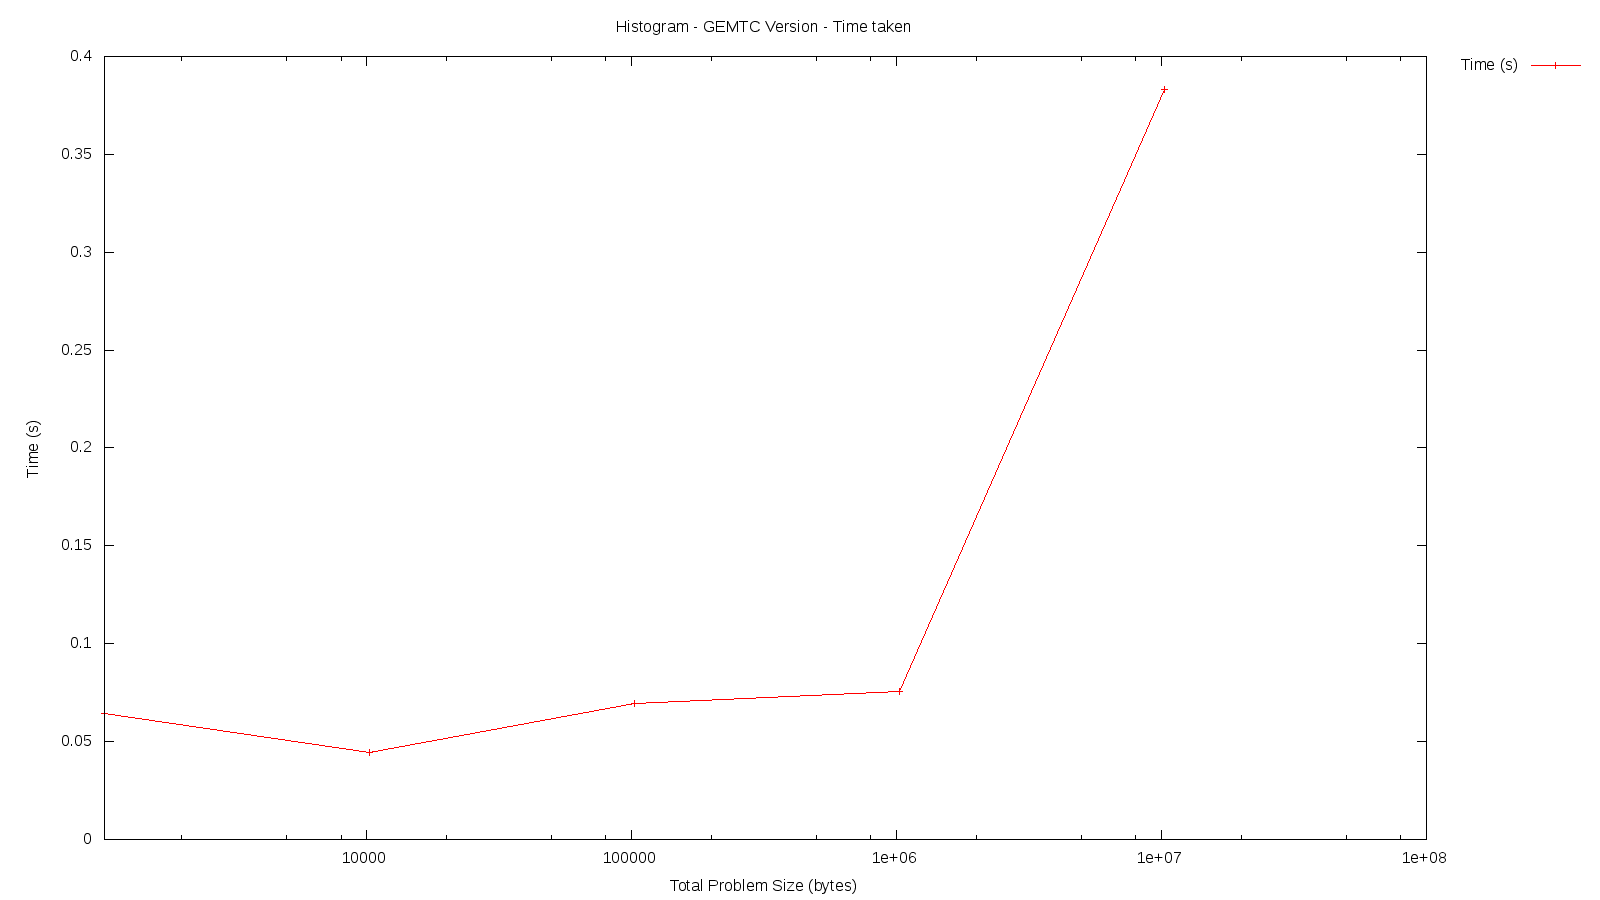 Histogram - GEMTC Version - Time taken
Time (s)
0.4
0.35
0.3
0.25
0.2
0.15
0.1
0.05
0
Time (s)
10000
100000
1e+06
1e+07
1e+08
Total Problem Size (bytes)